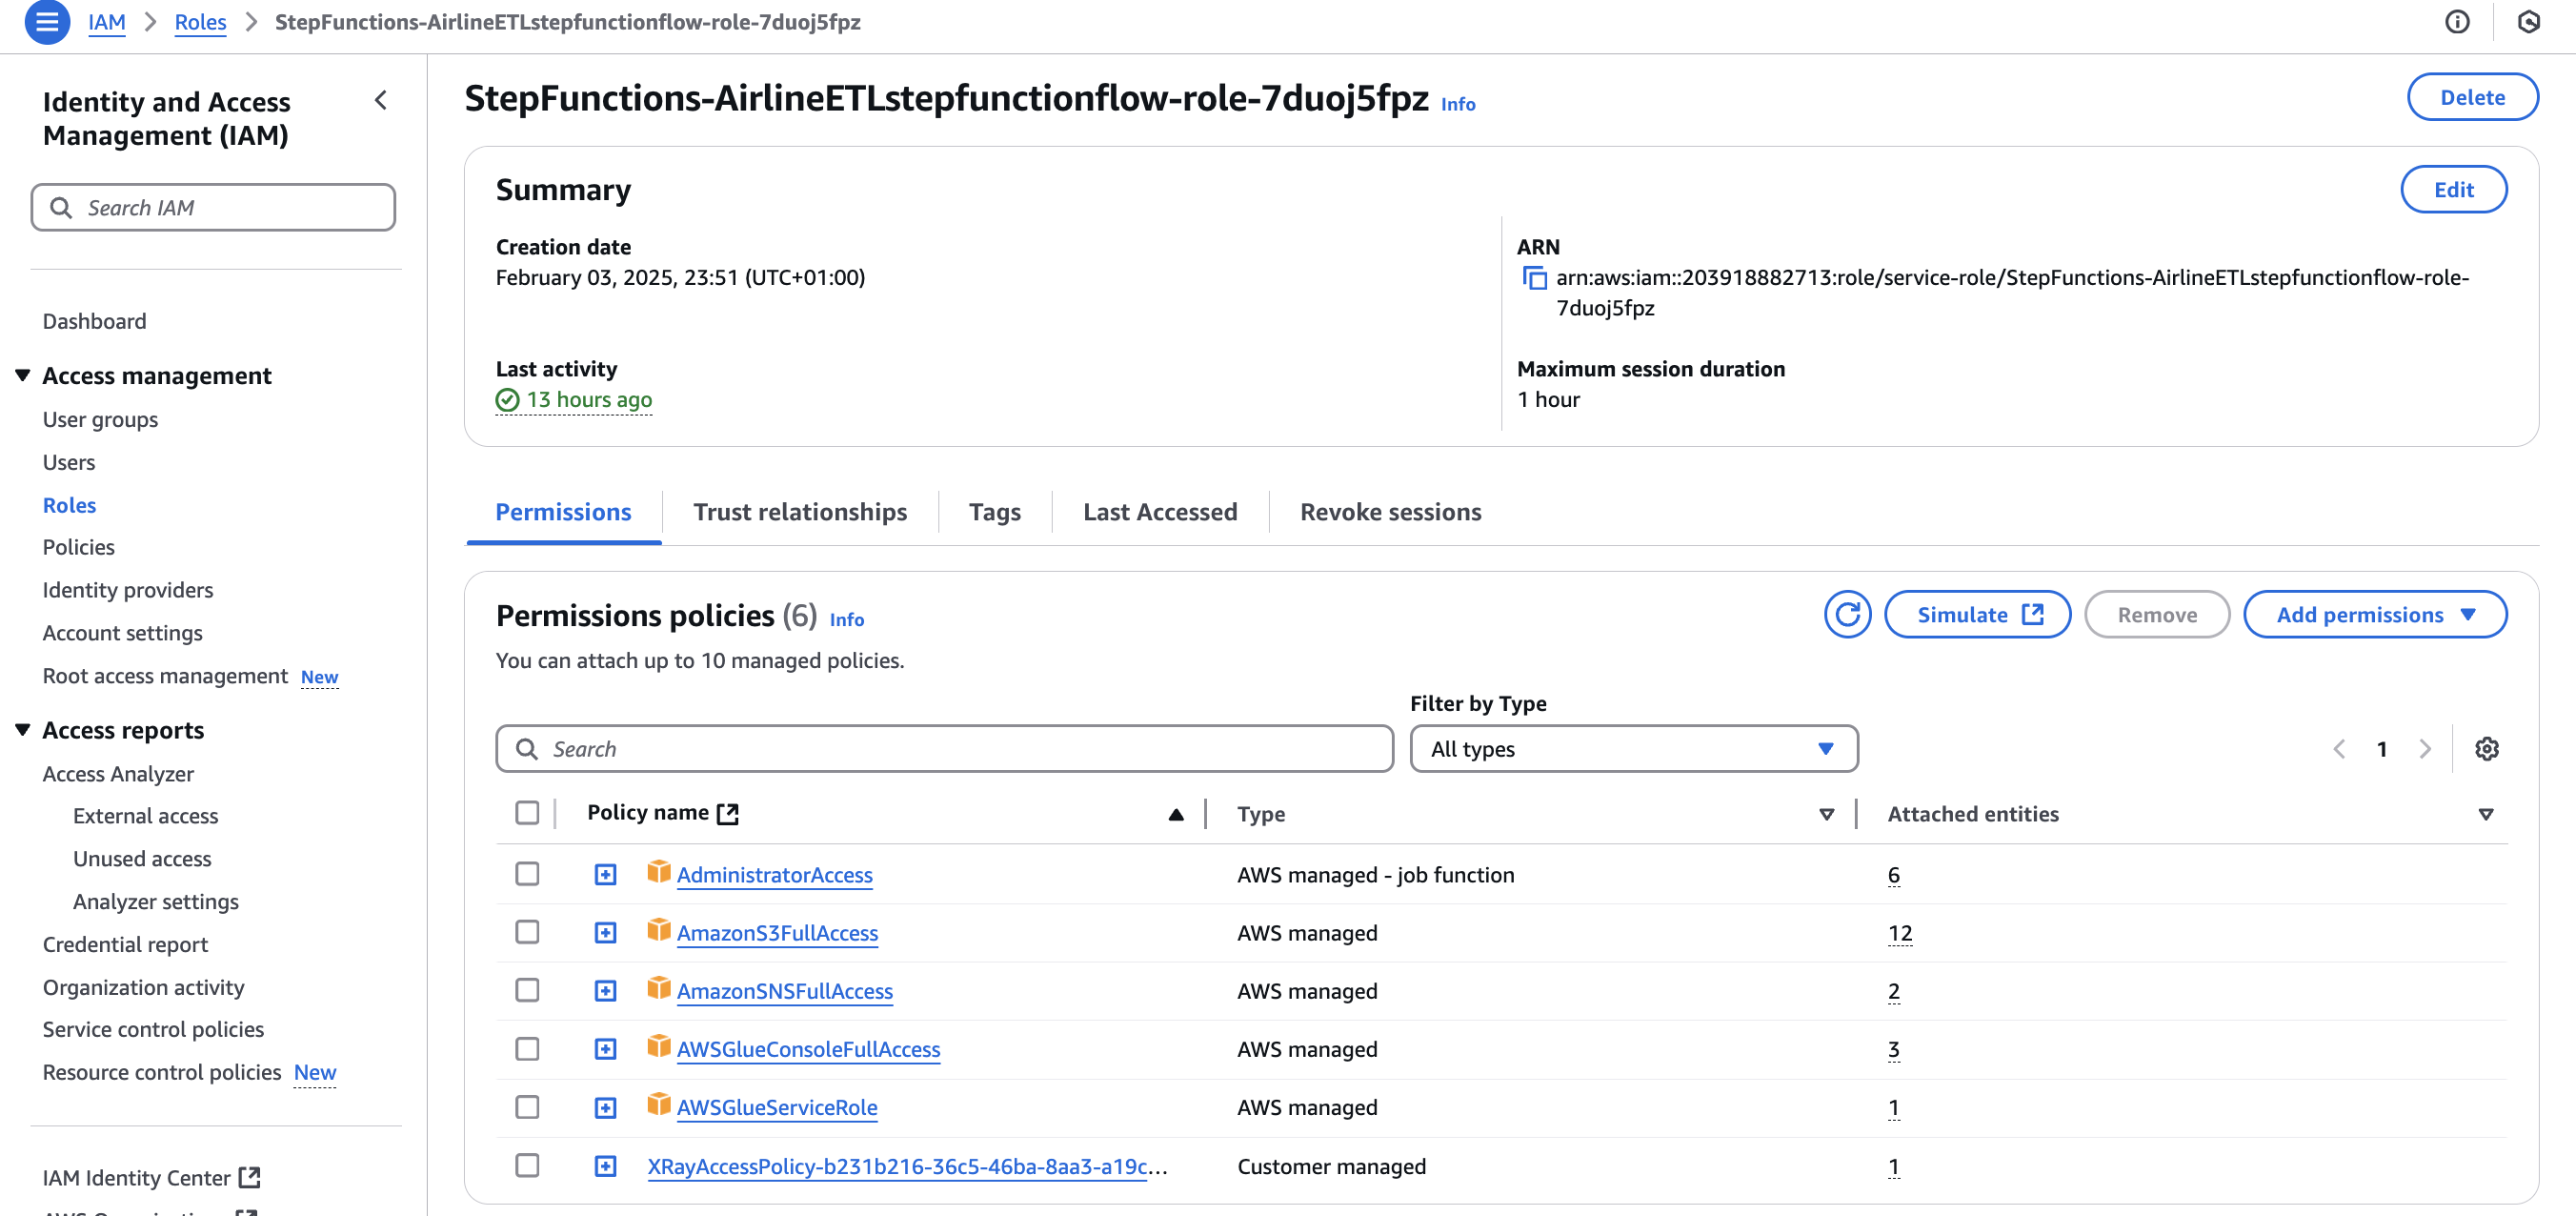 IAM > Roles > StepFunctions-AirlineETLstepfunctionflow-role-7duoj5fpz
Identity and Access
Management (IAM)
Search IAM
Dashboard
Access management
User groups
Users
Roles
Policies
Identity providers
Account settings
Root access management New
Access reports
Access Analyzer
External access
Unused access
Analyzer settings
Credential report
Organization activity
Service control policies
Resource control policies New
IAM Identity Center
StepFunctions-AirlineETLstepfunctionflow-role-7duoj5fpz Info
Delete
Summary
Edit
Creation date
February 03, 2025, 23:51 (UTC+01:00)
ARN
arn:aws:iam::203918882713:role/service-role/StepFunctions-AirlineETLstepfunctionflow-role-
7duoj5fpz
Last activity
13 hours ago
Maximum session duration
1 hour
Permissions
Trust relationships
Tags
Last Accessed
Revoke sessions
Permissions policies (6) Info
Simulate
Remove
Add permissions
You can attach up to 10 managed policies.
Filter by Type
Search
All types
1
Policy name
Type
Attached entities
AdministratorAccess AWS managed - job function 6
AmazonS3FullAccess AWS managed 12
AmazonSNSFullAccess AWS managed 2
AWSGlueConsoleFullAccess AWS managed 3
AWSGlueServiceRole AWS managed 1
XRayAccessPolicy-b231b216-36c5-46ba-8aa3-a19c... Customer managed 1